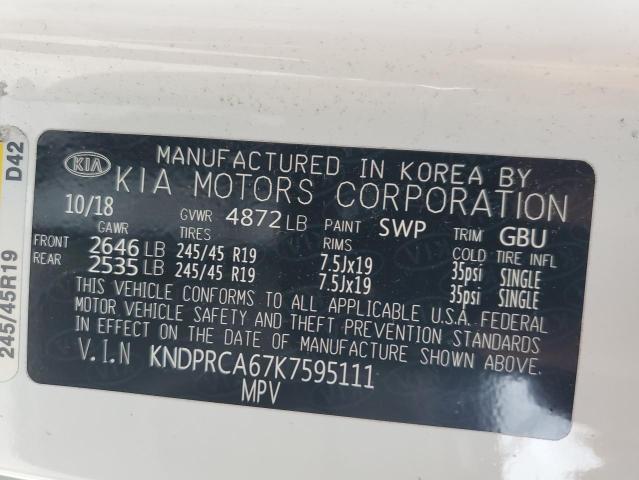 KIA MANUFACTURED IN KOREA BY
KIA MOTORS CORPORATION
10/18 GVWR 4872 LB PAINT SWP TRIM GBU
GAWR TIRES RIMS COLD TIRE INFL
FRONT 2646 LB 245/45 R19 7.5Jx19 35psi SINGLE
REAR 2535 LB 245/45 R19 7.5Jx19 35psi SINGLE
THIS VEHICLE CONFORMS TO ALL APPLICABLE U.S.A. FEDERAL
MOTOR VEHICLE SAFETY AND THEFT PREVENTION STANDARDS
IN EFFECT ON THE DATE OF MANUFACTURE SHOWN ABOVE.
V.I.N KNDPRCA67K7595111
MPV
D42
245/45R19